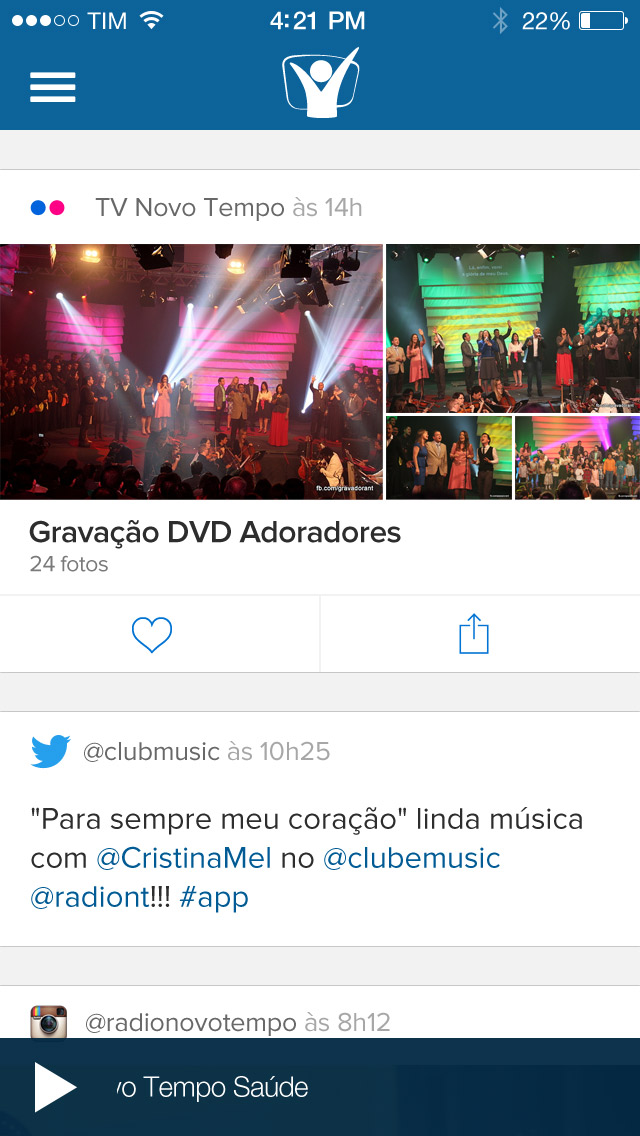 TIM 4:21 PM 22%
TV Novo Tempo às 14h
fb.com/gravadorant
Gravação DVD Adoradores
24 fotos
@clubmusic às 10h25
"Para sempre meu coração" linda música
com @CristinaMel no @clubemusic
@radiont!!! #app
@radionovotempo às 8h12
vo Tempo Saúde